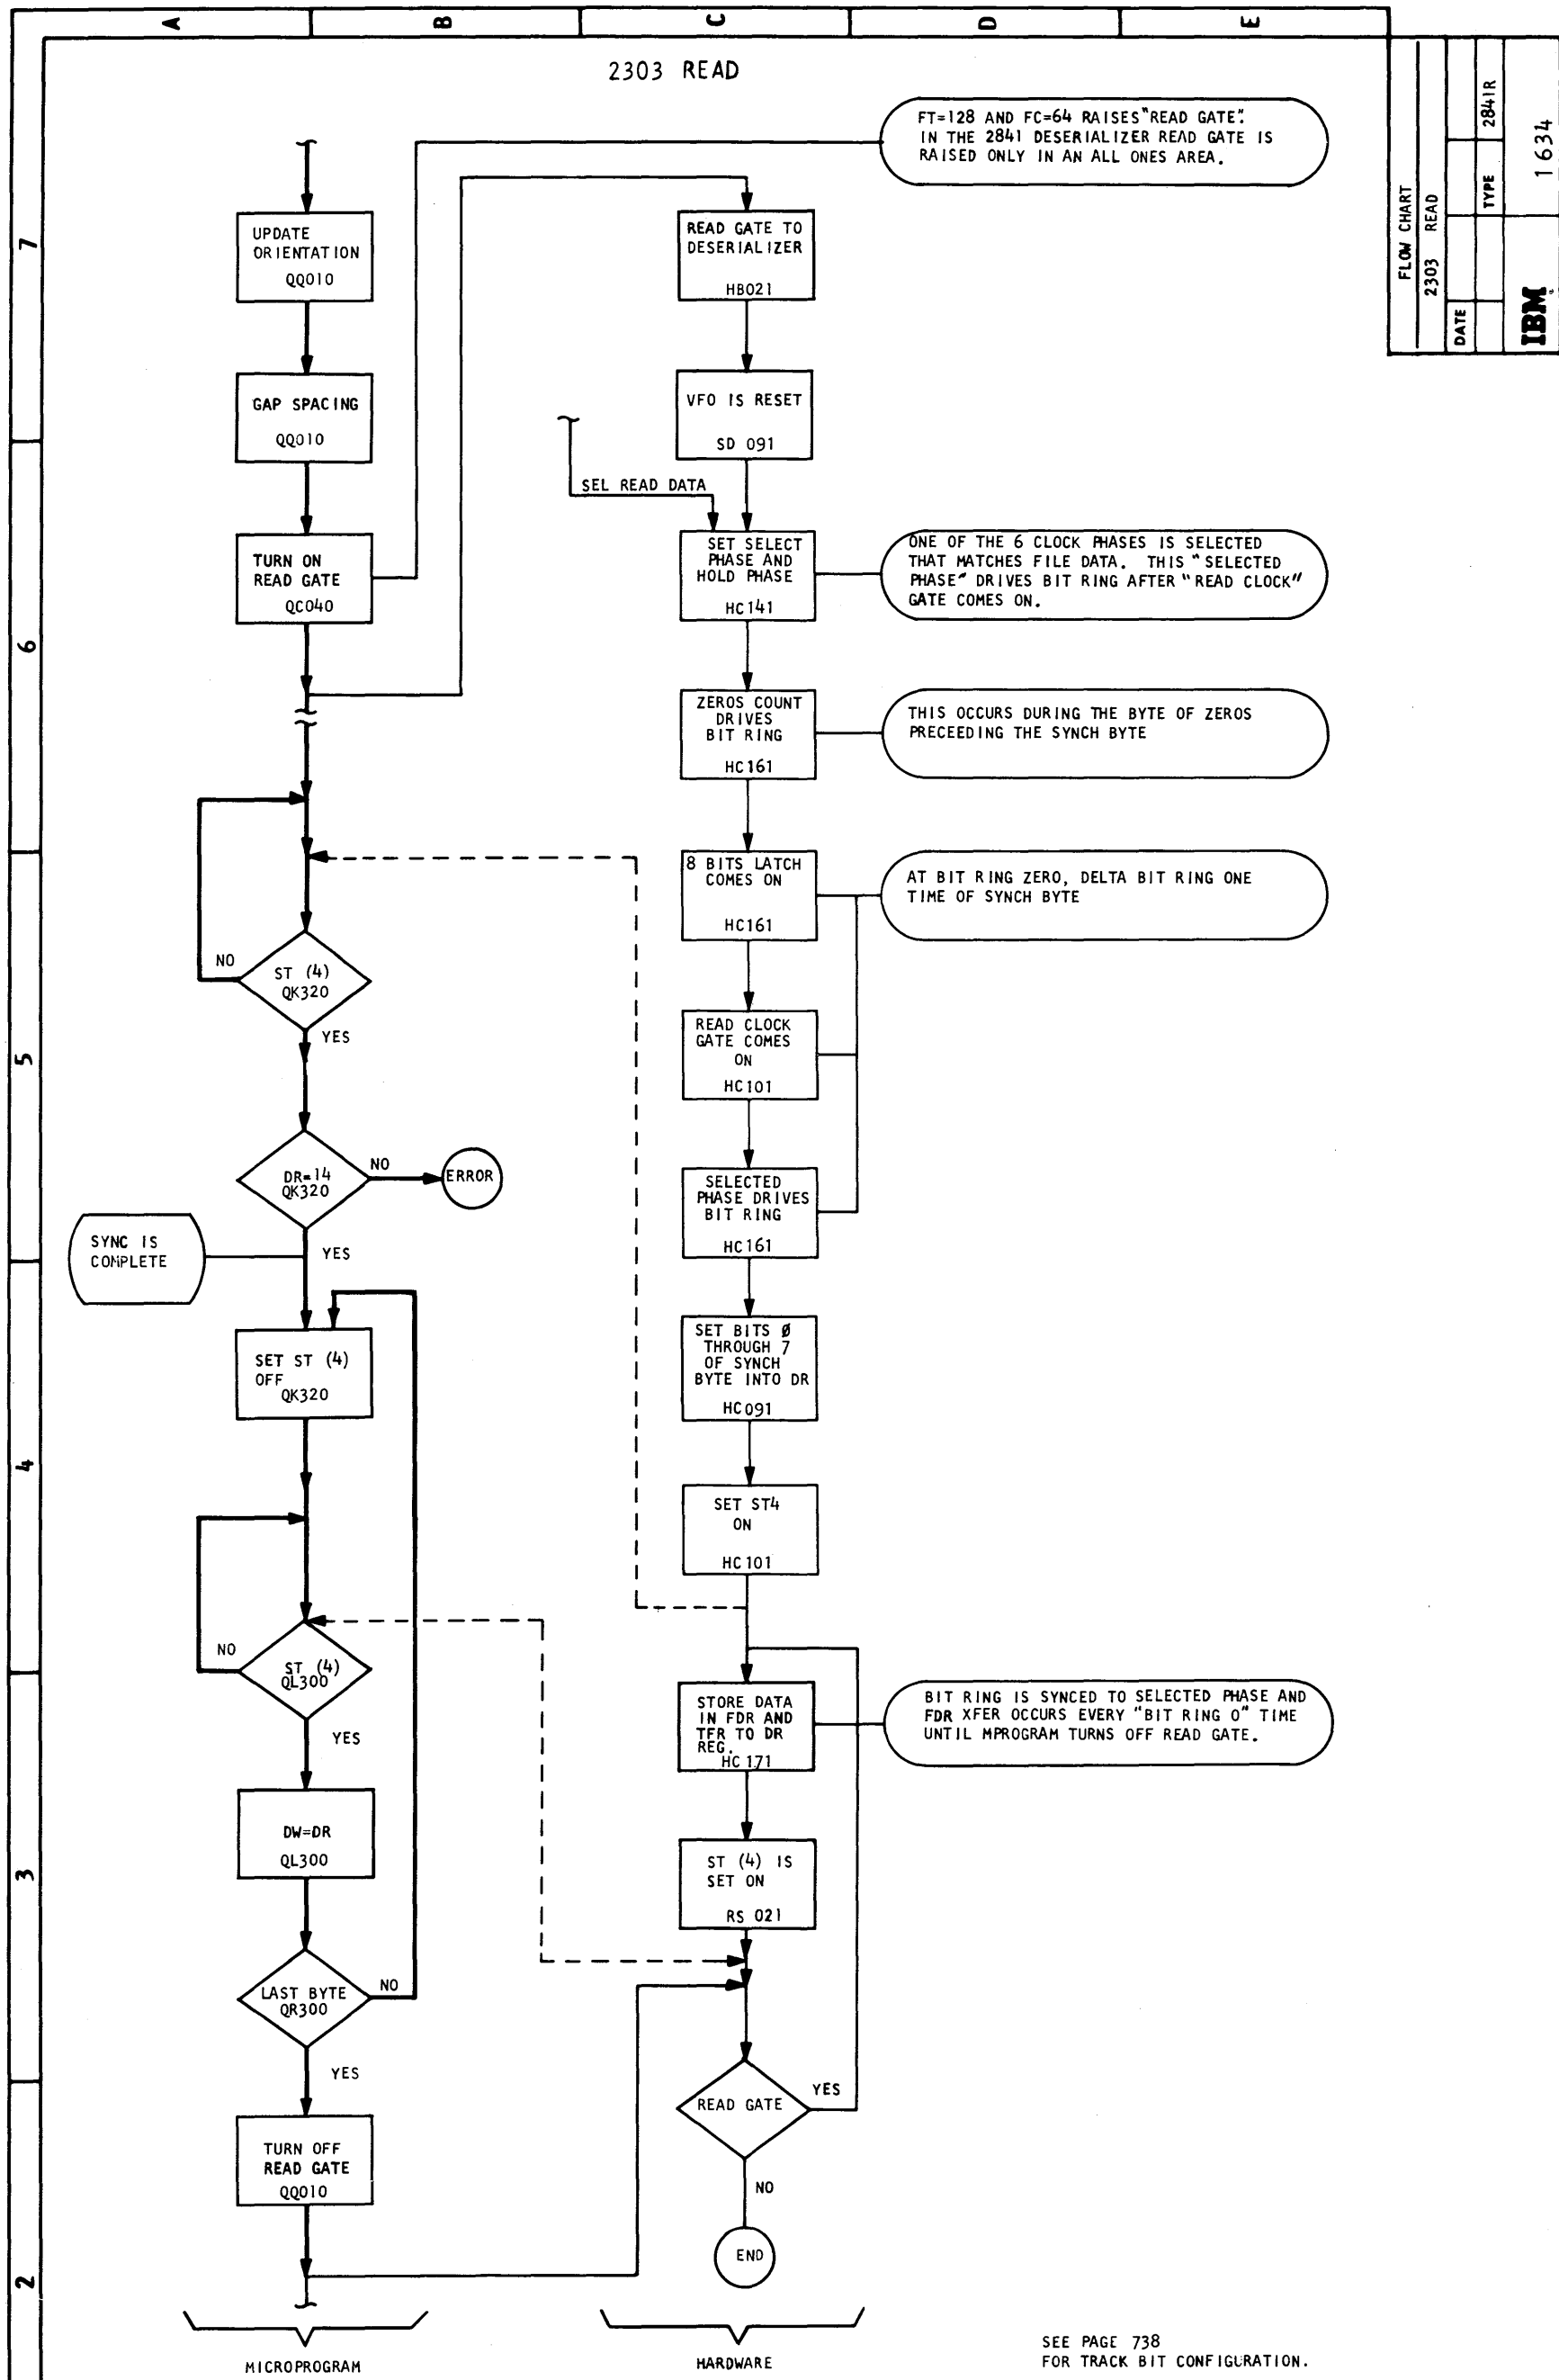 A
B
C
D
E
2303 READ
FLOW CHART
2303 READ
DATE
TYPE
2841R
IBM
1634
7
6
5
4
3
2
FT=128 AND FC=64 RAISES "READ GATE".
IN THE 2841 DESERIALIZER READ GATE IS
RAISED ONLY IN AN ALL ONES AREA.
UPDATE
ORIENTATION
QQ010
GAP SPACING
QQ010
TURN ON
READ GATE
QC040
NO
ST (4)
QK320
YES
DR=14
QK320
NO
ERROR
SYNC IS
COMPLETE
YES
SET ST (4)
OFF
QK320
NO
ST (4)
QL300
YES
DW=DR
QL300
LAST BYTE
QR300
NO
YES
TURN OFF
READ GATE
QQ010
MICROPROGRAM
READ GATE TO
DESERIALIZER
HB021
VFO IS RESET
SD 091
SEL READ DATA
SET SELECT
PHASE AND
HOLD PHASE
HC141
ONE OF THE 6 CLOCK PHASES IS SELECTED
THAT MATCHES FILE DATA. THIS "SELECTED
PHASE" DRIVES BIT RING AFTER "READ CLOCK"
GATE COMES ON.
ZEROS COUNT
DRIVES
BIT RING
HC161
THIS OCCURS DURING THE BYTE OF ZEROS
PRECEEDING THE SYNCH BYTE
8 BITS LATCH
COMES ON
HC161
AT BIT RING ZERO, DELTA BIT RING ONE
TIME OF SYNCH BYTE
READ CLOCK
GATE COMES
ON
HC101
SELECTED
PHASE DRIVES
BIT RING
HC161
SET BITS Ø
THROUGH 7
OF SYNCH
BYTE INTO DR
HC091
SET ST4
ON
HC101
STORE DATA
IN FDR AND
TFR TO DR
REG.
HC171
BIT RING IS SYNCED TO SELECTED PHASE AND
FDR XFER OCCURS EVERY "BIT RING 0" TIME
UNTIL MPROGRAM TURNS OFF READ GATE.
ST (4) IS
SET ON
RS 021
READ GATE
YES
NO
END
HARDWARE
SEE PAGE 738
FOR TRACK BIT CONFIGURATION.